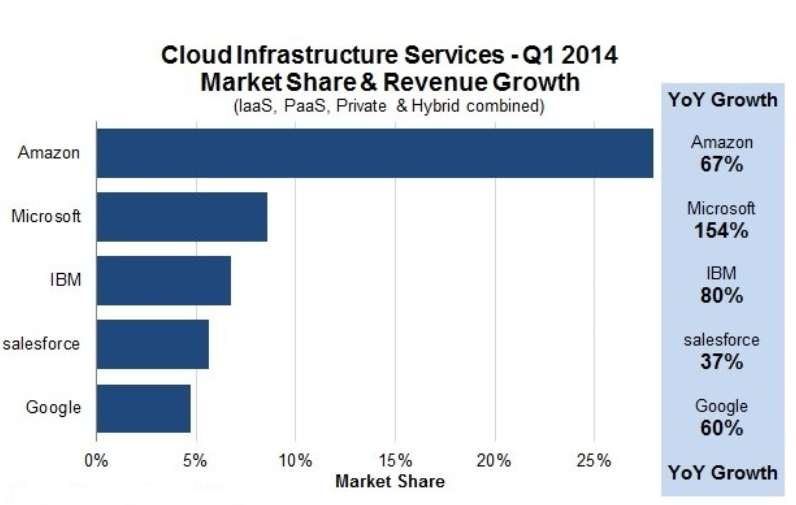 Cloud Infrastructure Services - Q1 2014
Market Share & Revenue Growth
(IaaS, PaaS, Private & Hybrid combined)
Amazon
Microsoft
IBM
salesforce
Google
0%
5%
10%
15%
20%
25%
Market Share
YoY Growth
Amazon
67%
Microsoft
154%
IBM
80%
salesforce
37%
Google
60%
YoY Growth